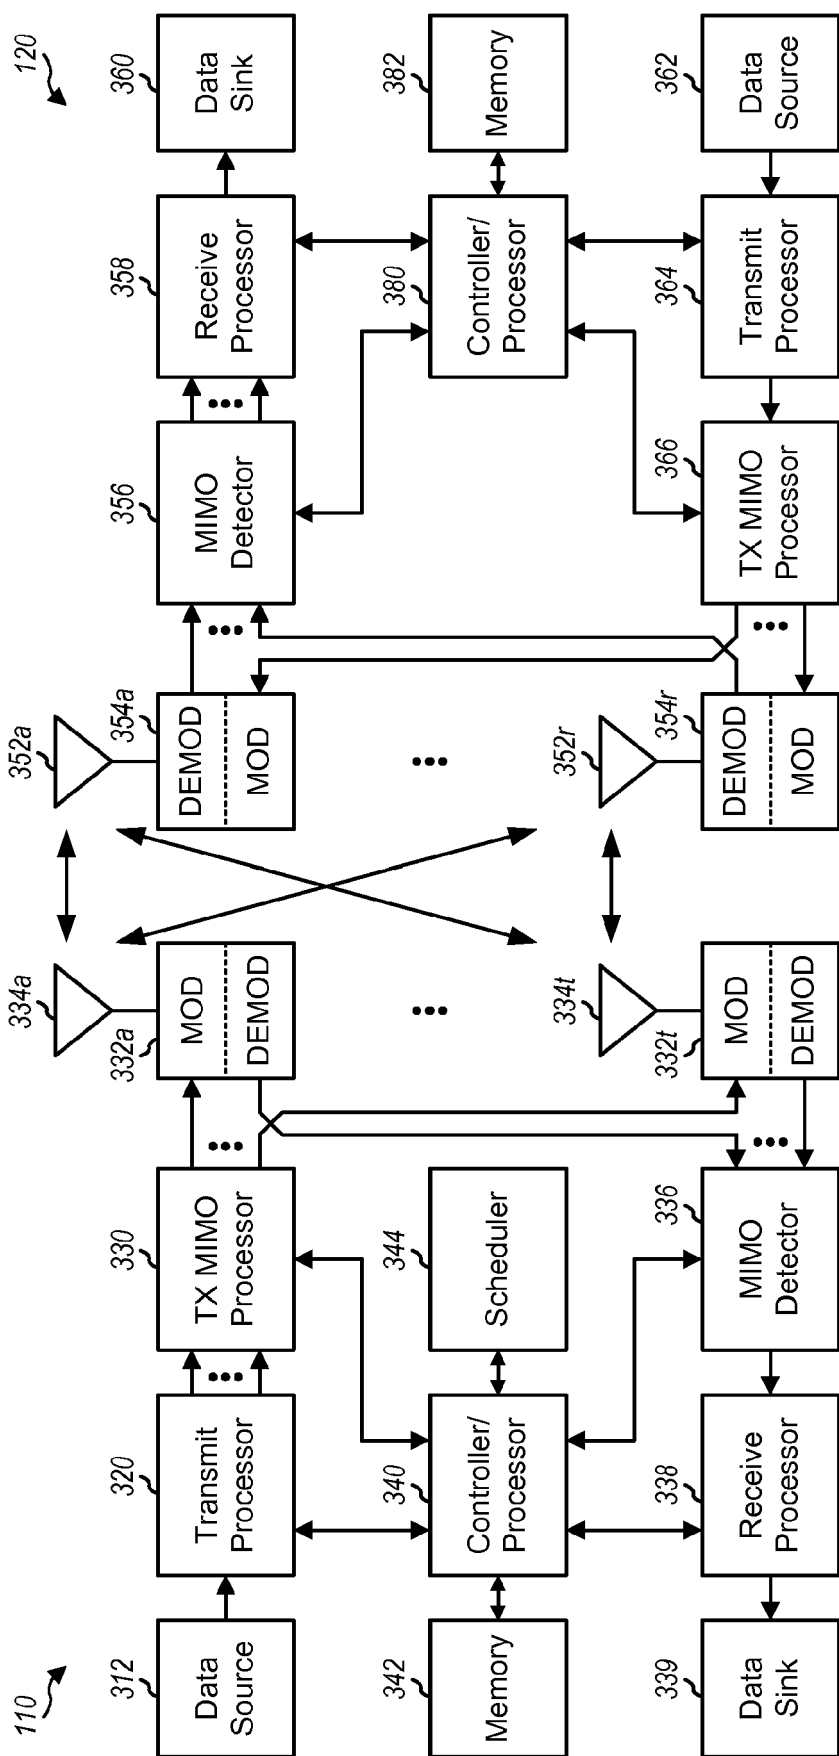 110
120
312
Data
Source
320
Transmit
Processor
330
TX MIMO
Processor
332a
MOD
DEMOD
334a
352a
354a
DEMOD
MOD
356
MIMO
Detector
358
Receive
Processor
360
Data
Sink
342
Memory
340
Controller/
Processor
344
Scheduler
380
Controller/
Processor
382
Memory
339
Data
Sink
338
Receive
Processor
336
MIMO
Detector
332t
MOD
DEMOD
334t
352r
354r
DEMOD
MOD
366
TX MIMO
Processor
364
Transmit
Processor
362
Data
Source